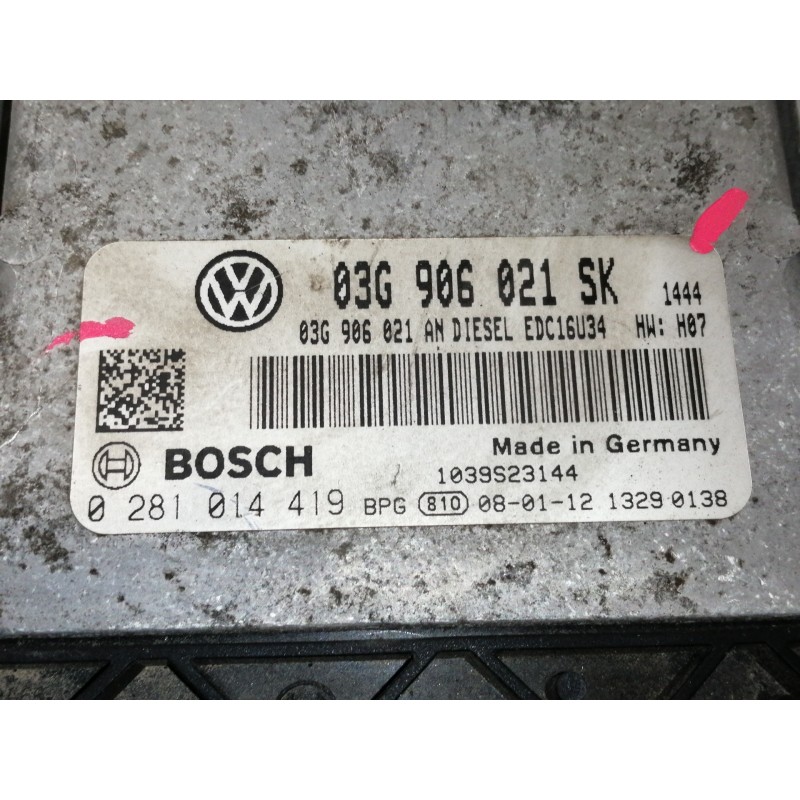 03G 906 021 SK 1444
03G 906 021 AN DIESEL EDC16U34 HW: H07
BOSCH
Made in Germany
1039S23144
0 281 014 419 BPG 810 08-01-12 1329 0138